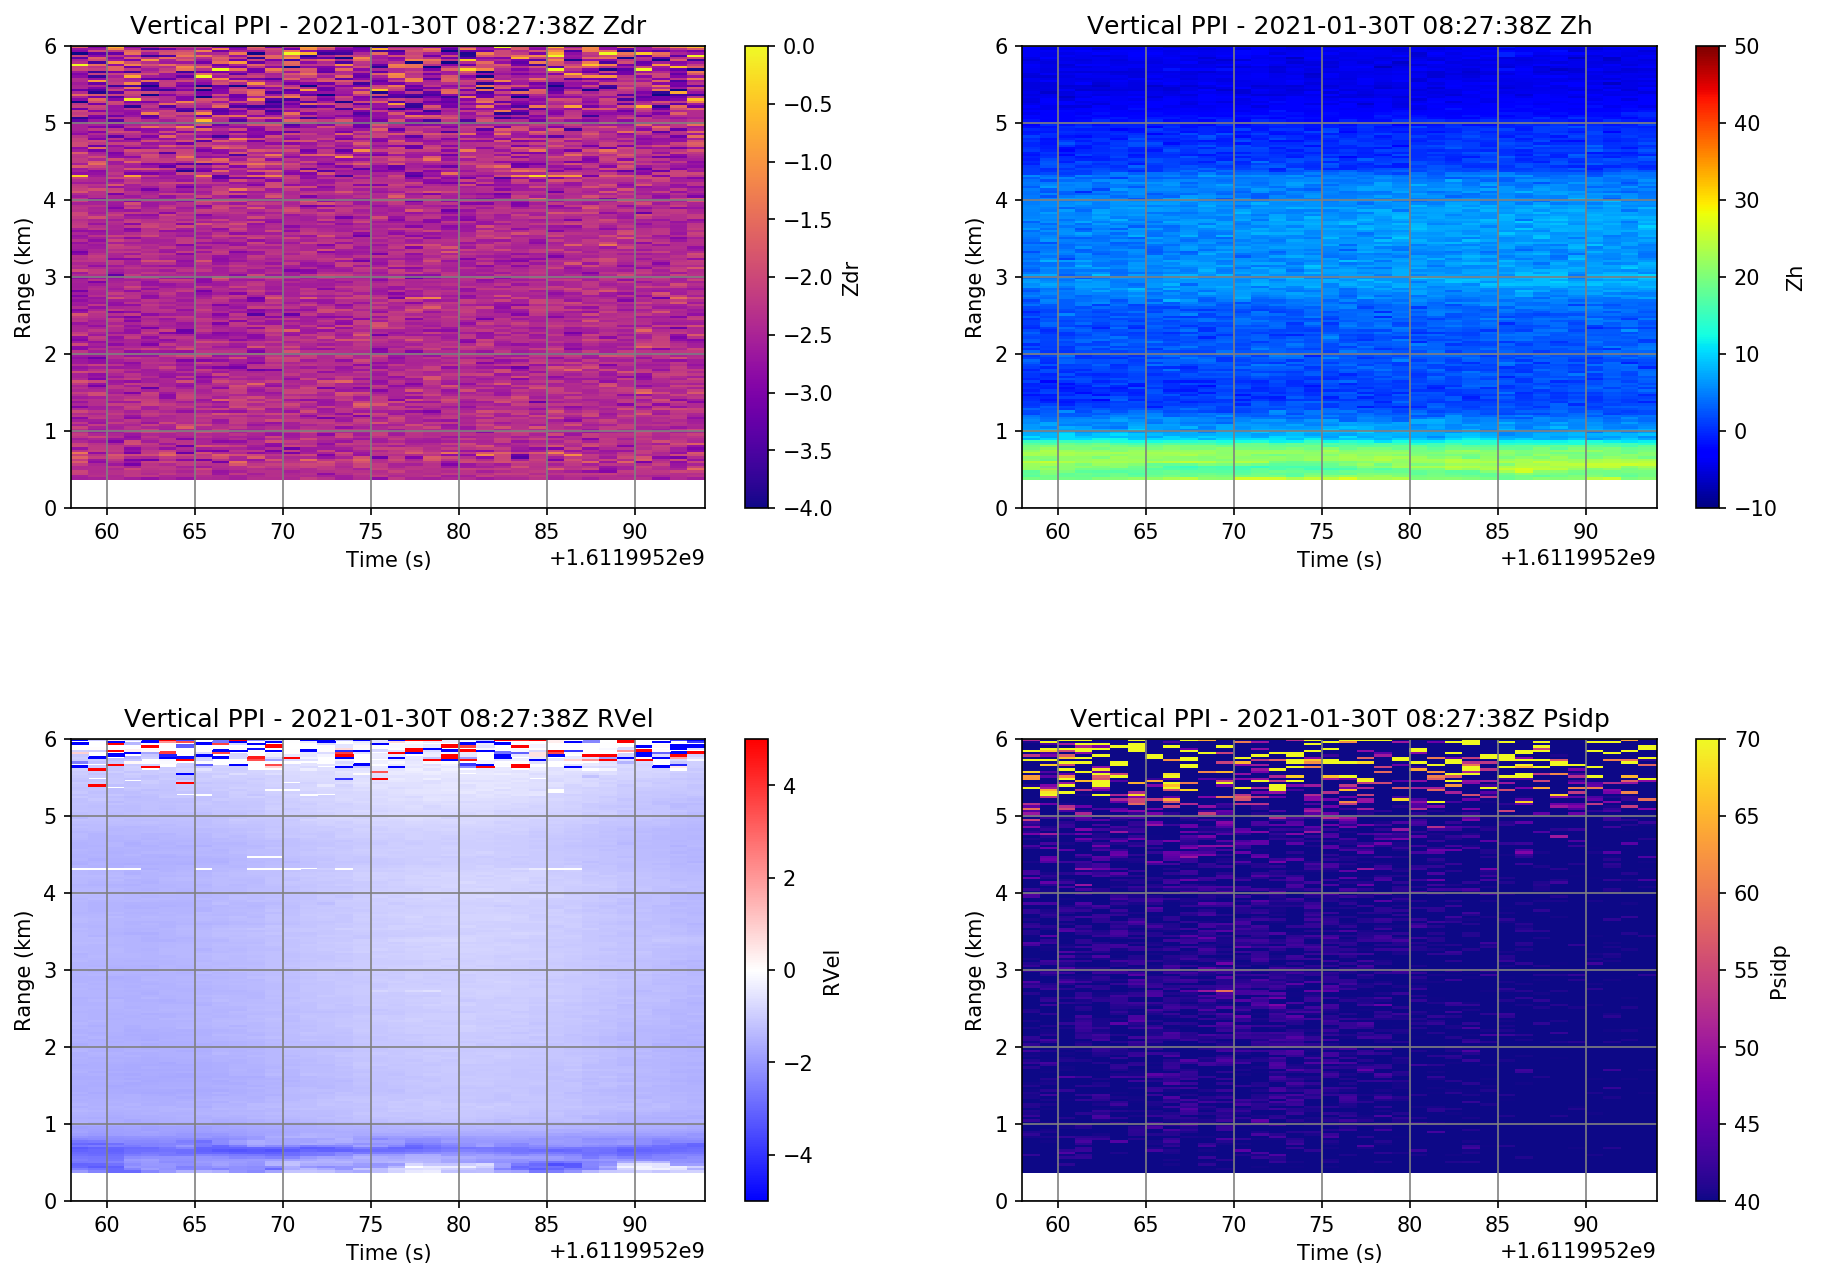 Vertical PPI - 2021-01-30T 08:27:38Z Zdr
6
5
4
3
2
1
0
Range (km)
60 65 70 75 80 85 90
Time (s)
+1.6119952e9
0.0
−0.5
−1.0
−1.5
−2.0
−2.5
−3.0
−3.5
−4.0
Zdr
Vertical PPI - 2021-01-30T 08:27:38Z Zh
6
5
4
3
2
1
0
Range (km)
60 65 70 75 80 85 90
Time (s)
+1.6119952e9
50
40
30
20
10
0
−10
Zh
Vertical PPI - 2021-01-30T 08:27:38Z RVel
6
5
4
3
2
1
0
Range (km)
60 65 70 75 80 85 90
Time (s)
+1.6119952e9
4
2
0
−2
−4
RVel
Vertical PPI - 2021-01-30T 08:27:38Z Psidp
6
5
4
3
2
1
0
Range (km)
60 65 70 75 80 85 90
Time (s)
+1.6119952e9
70
65
60
55
50
45
40
Psidp